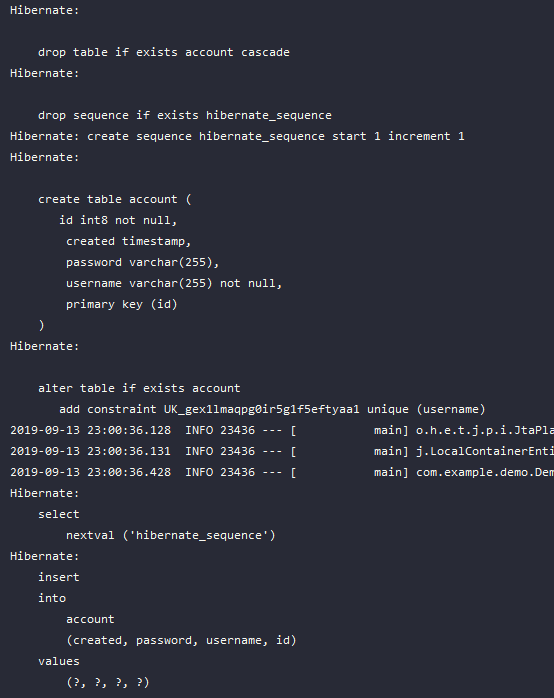 Hibernate:
drop table if exists account cascade
Hibernate:
drop sequence if exists hibernate_sequence
Hibernate: create sequence hibernate_sequence start 1 increment 1
Hibernate:
create table account (
id int8 not null,
created timestamp,
password varchar(255),
username varchar(255) not null,
primary key (id)
)
Hibernate:
alter table if exists account
add constraint UK_gex1lmaqpg0ir5g1f5eftyaa1 unique (username)
2019-09-13 23:00:36.128  INFO 23436 --- [           main] o.h.e.t.j.p.i.JtaPla
2019-09-13 23:00:36.131  INFO 23436 --- [           main] j.LocalContainerEnti
2019-09-13 23:00:36.428  INFO 23436 --- [           main] com.example.demo.Dem
Hibernate:
select
nextval ('hibernate_sequence')
Hibernate:
insert
into
account
(created, password, username, id)
values
(?, ?, ?, ?)